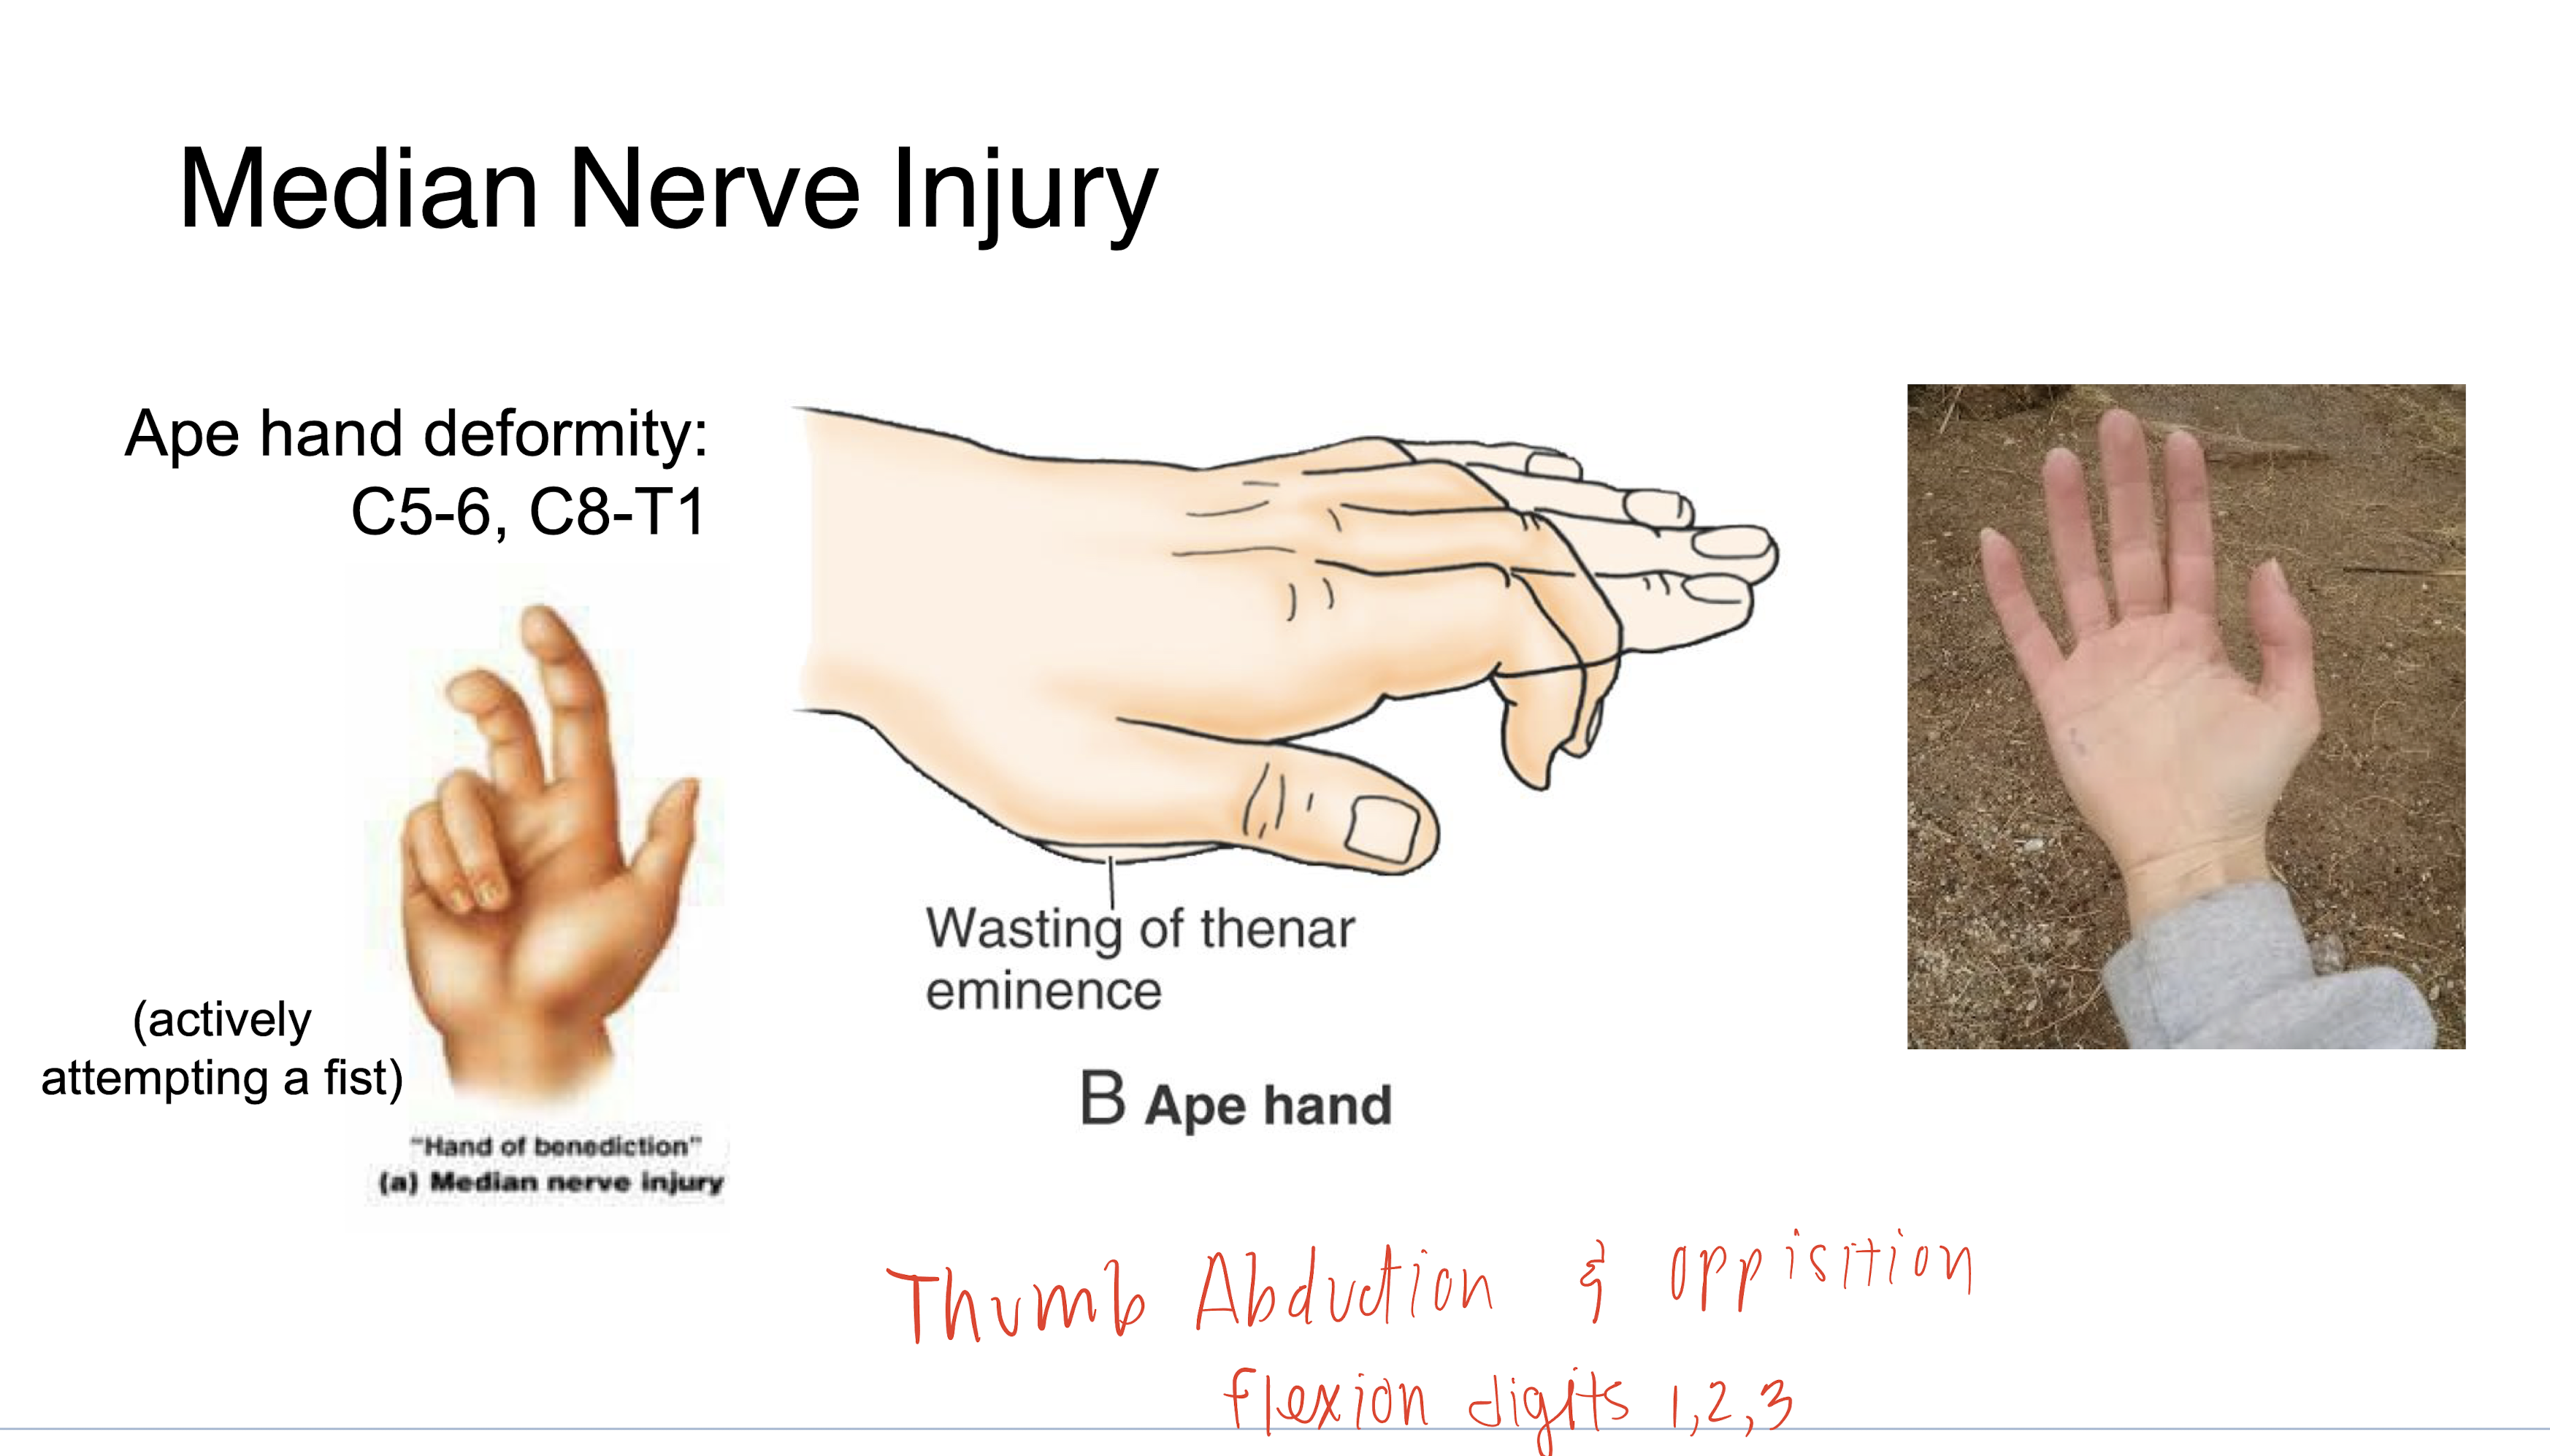 Median Nerve Injury
Ape hand deformity:
C5-6, C8-T1
(actively
attempting a fist)
"Hand of benediction"
(a) Median nerve injury
Wasting of thenar
eminence
B Ape hand
Thumb Abduction & oppisition
flexion digits 1,2,3